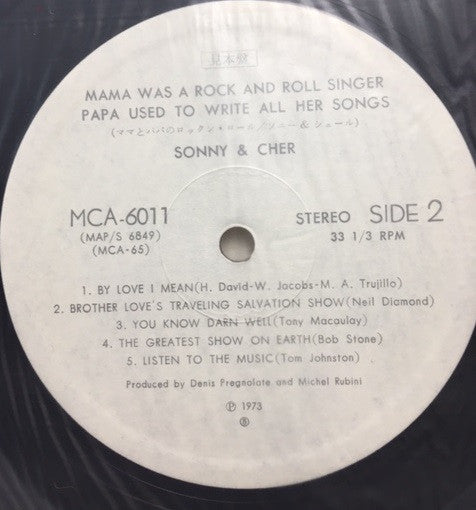 見本盤
MAMA WAS A ROCK AND ROLL SINGER
PAPA USED TO WRITE ALL HER SONGS
(ママとパパのロックン・ロール/ソニー&シェール)
SONNY & CHER
MCA-6011
(MAP/S 6849)
(MCA-65)
STEREO SIDE 2
33 1/3 RPM
1. BY LOVE I MEAN(H. David-W. Jacobs-M. A. Trujillo)
2. BROTHER LOVE'S TRAVELING SALVATION SHOW(Neil Diamond)
3. YOU KNOW DARN WELL(Tony Macaulay)
4. THE GREATEST SHOW ON EARTH(Bob Stone)
5. LISTEN TO THE MUSIC(Tom Johnston)
Produced by Denis Pregnolato and Michel Rubini
Ⓟ 1973